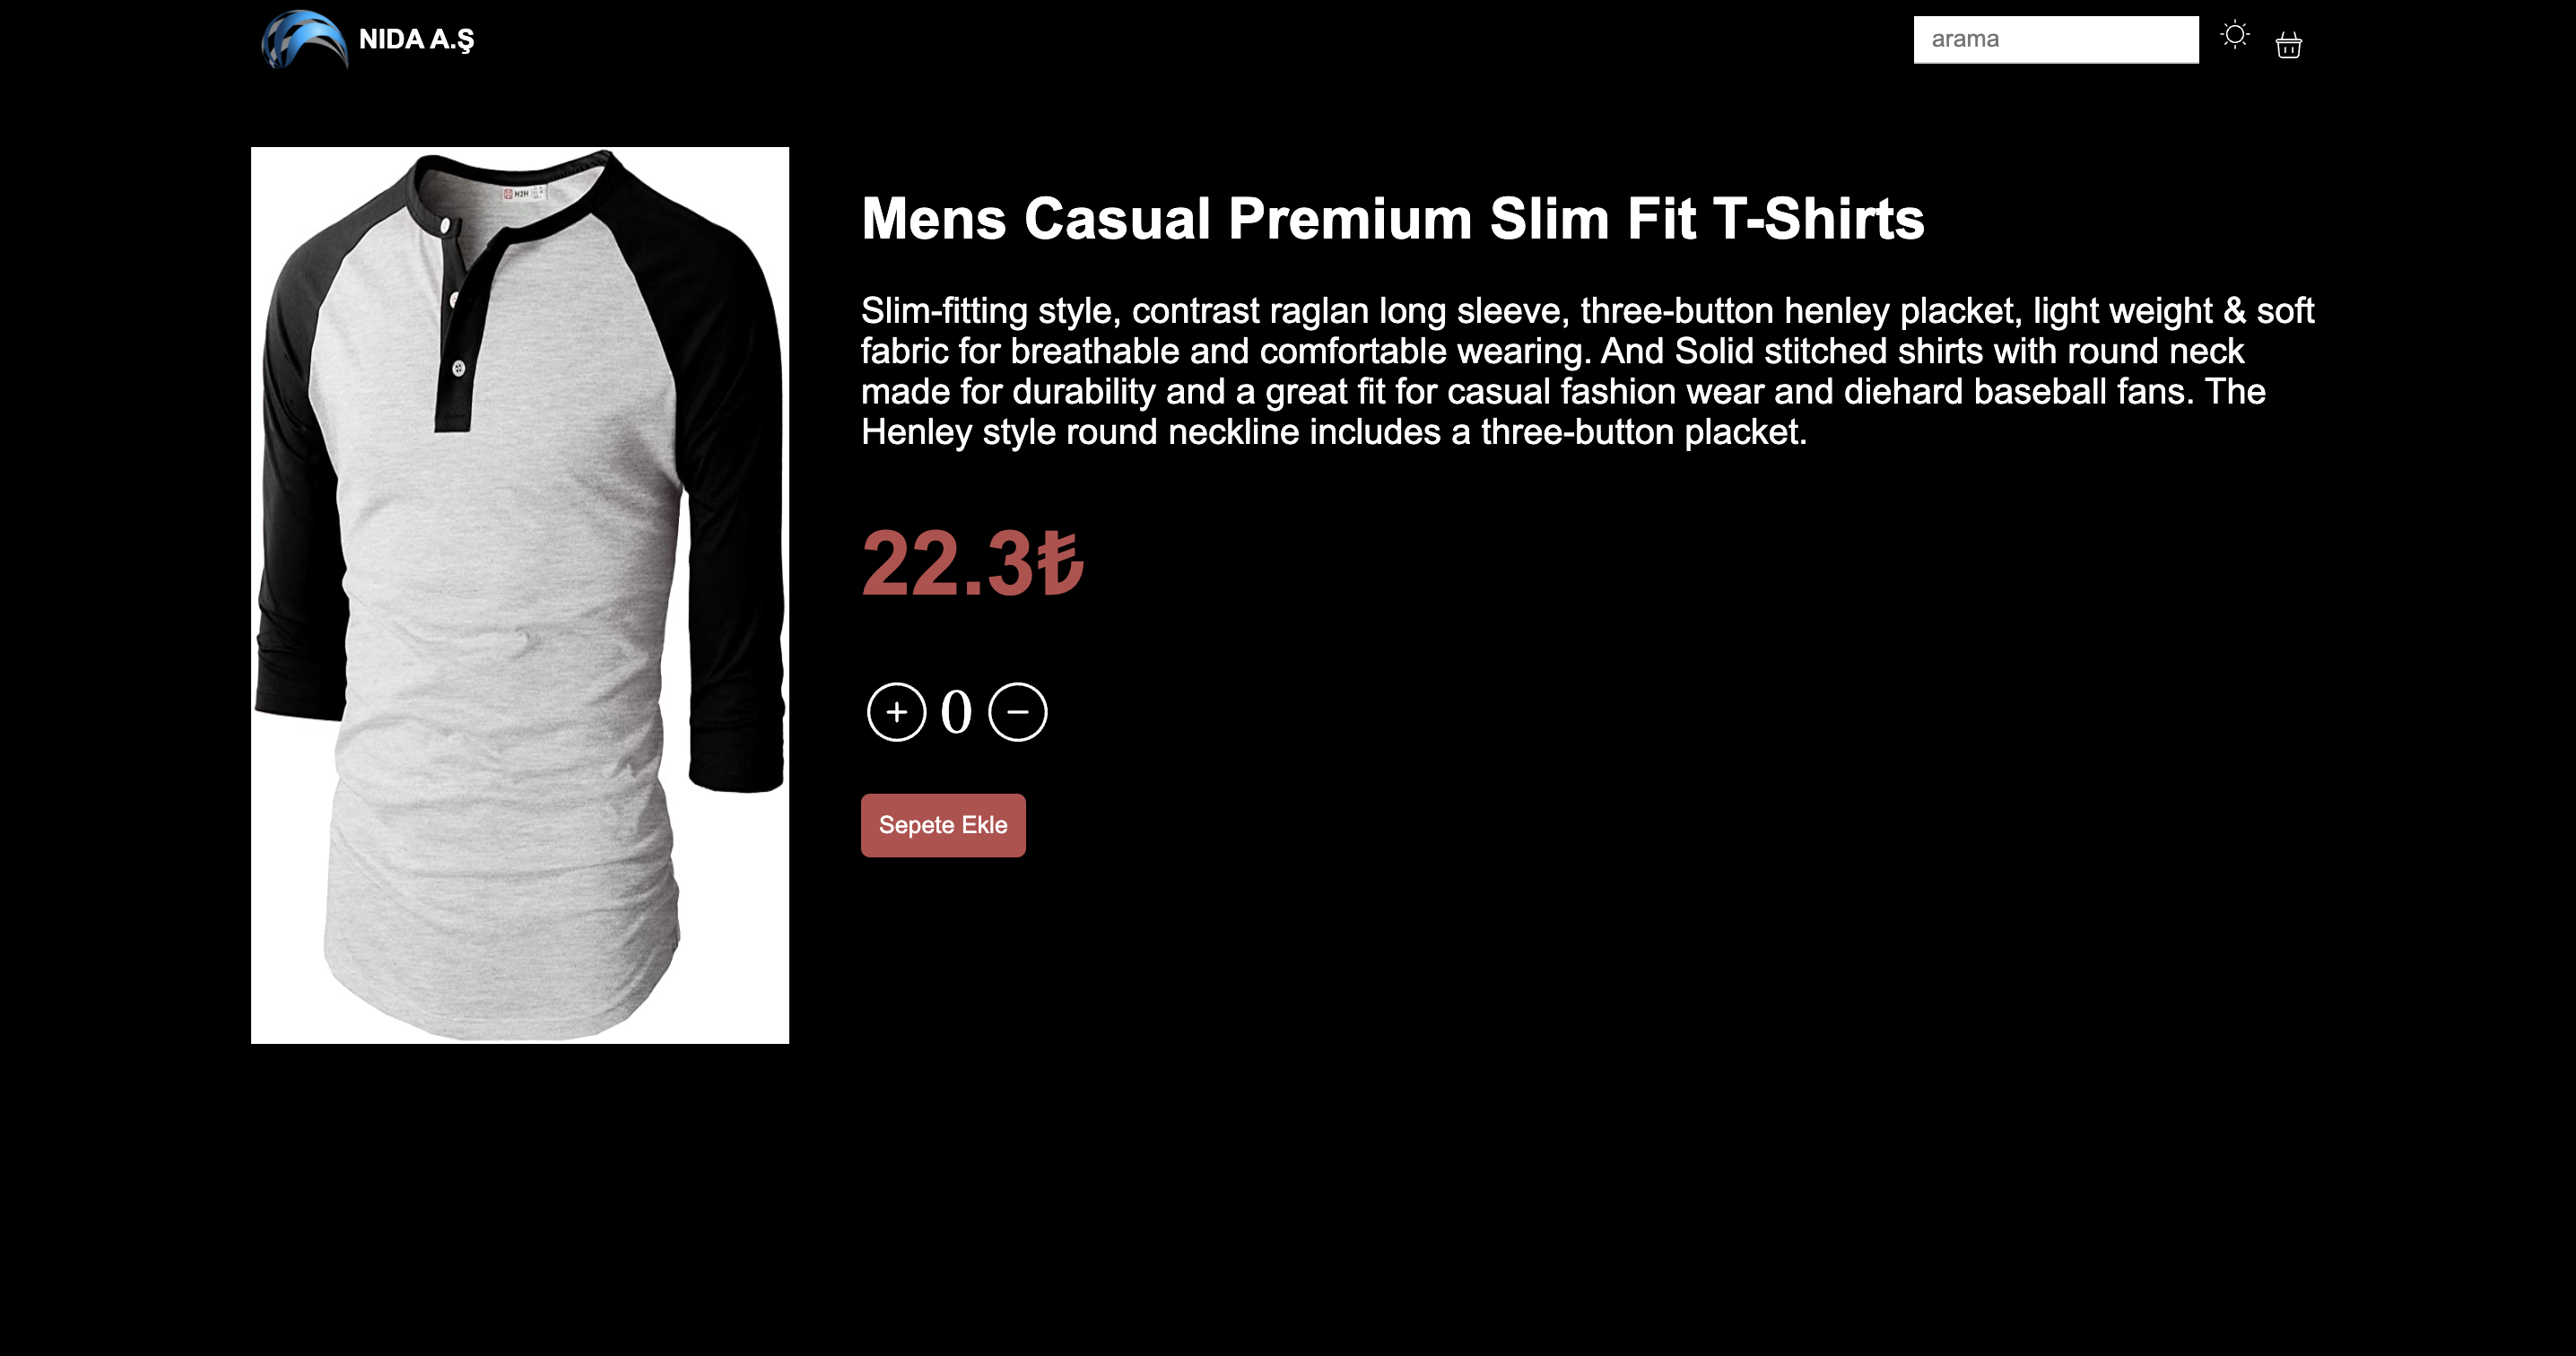 NIDA A.Ş
arama
H2H
Mens Casual Premium Slim Fit T-Shirts
Slim-fitting style, contrast raglan long sleeve, three-button henley placket, light weight & soft
fabric for breathable and comfortable wearing. And Solid stitched shirts with round neck
made for durability and a great fit for casual fashion wear and diehard baseball fans. The
Henley style round neckline includes a three-button placket.
22.3₺
0
Sepete Ekle